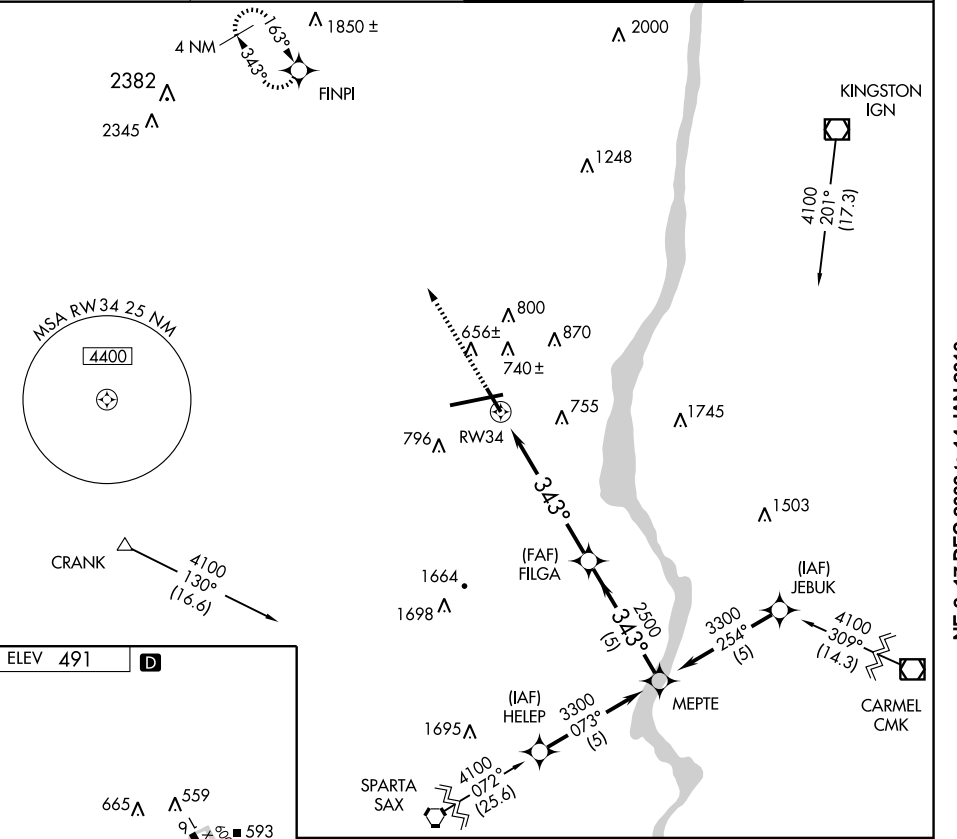 1850 ±
2000
4 NM
163°
343°
FINPI
2382
2345
KINGSTON
IGN
1248
4100
201°
(17.3)
MSA RW34 25 NM
4400
800
656±
870
740 ±
755
1745
796
RW34
343°
1503
CRANK
4100
130°
(16.6)
(FAF)
FILGA
1664
1698
2500
343°
(5)
(IAF)
JEBUK
3300
254°
(5)
4100
309°
(14.3)
MEPTE
CARMEL
CMK
ELEV 491
D
(IAF)
HELEP
3300
073°
(5)
1695
SPARTA
SAX
4100
072°
(25.6)
665
559
593